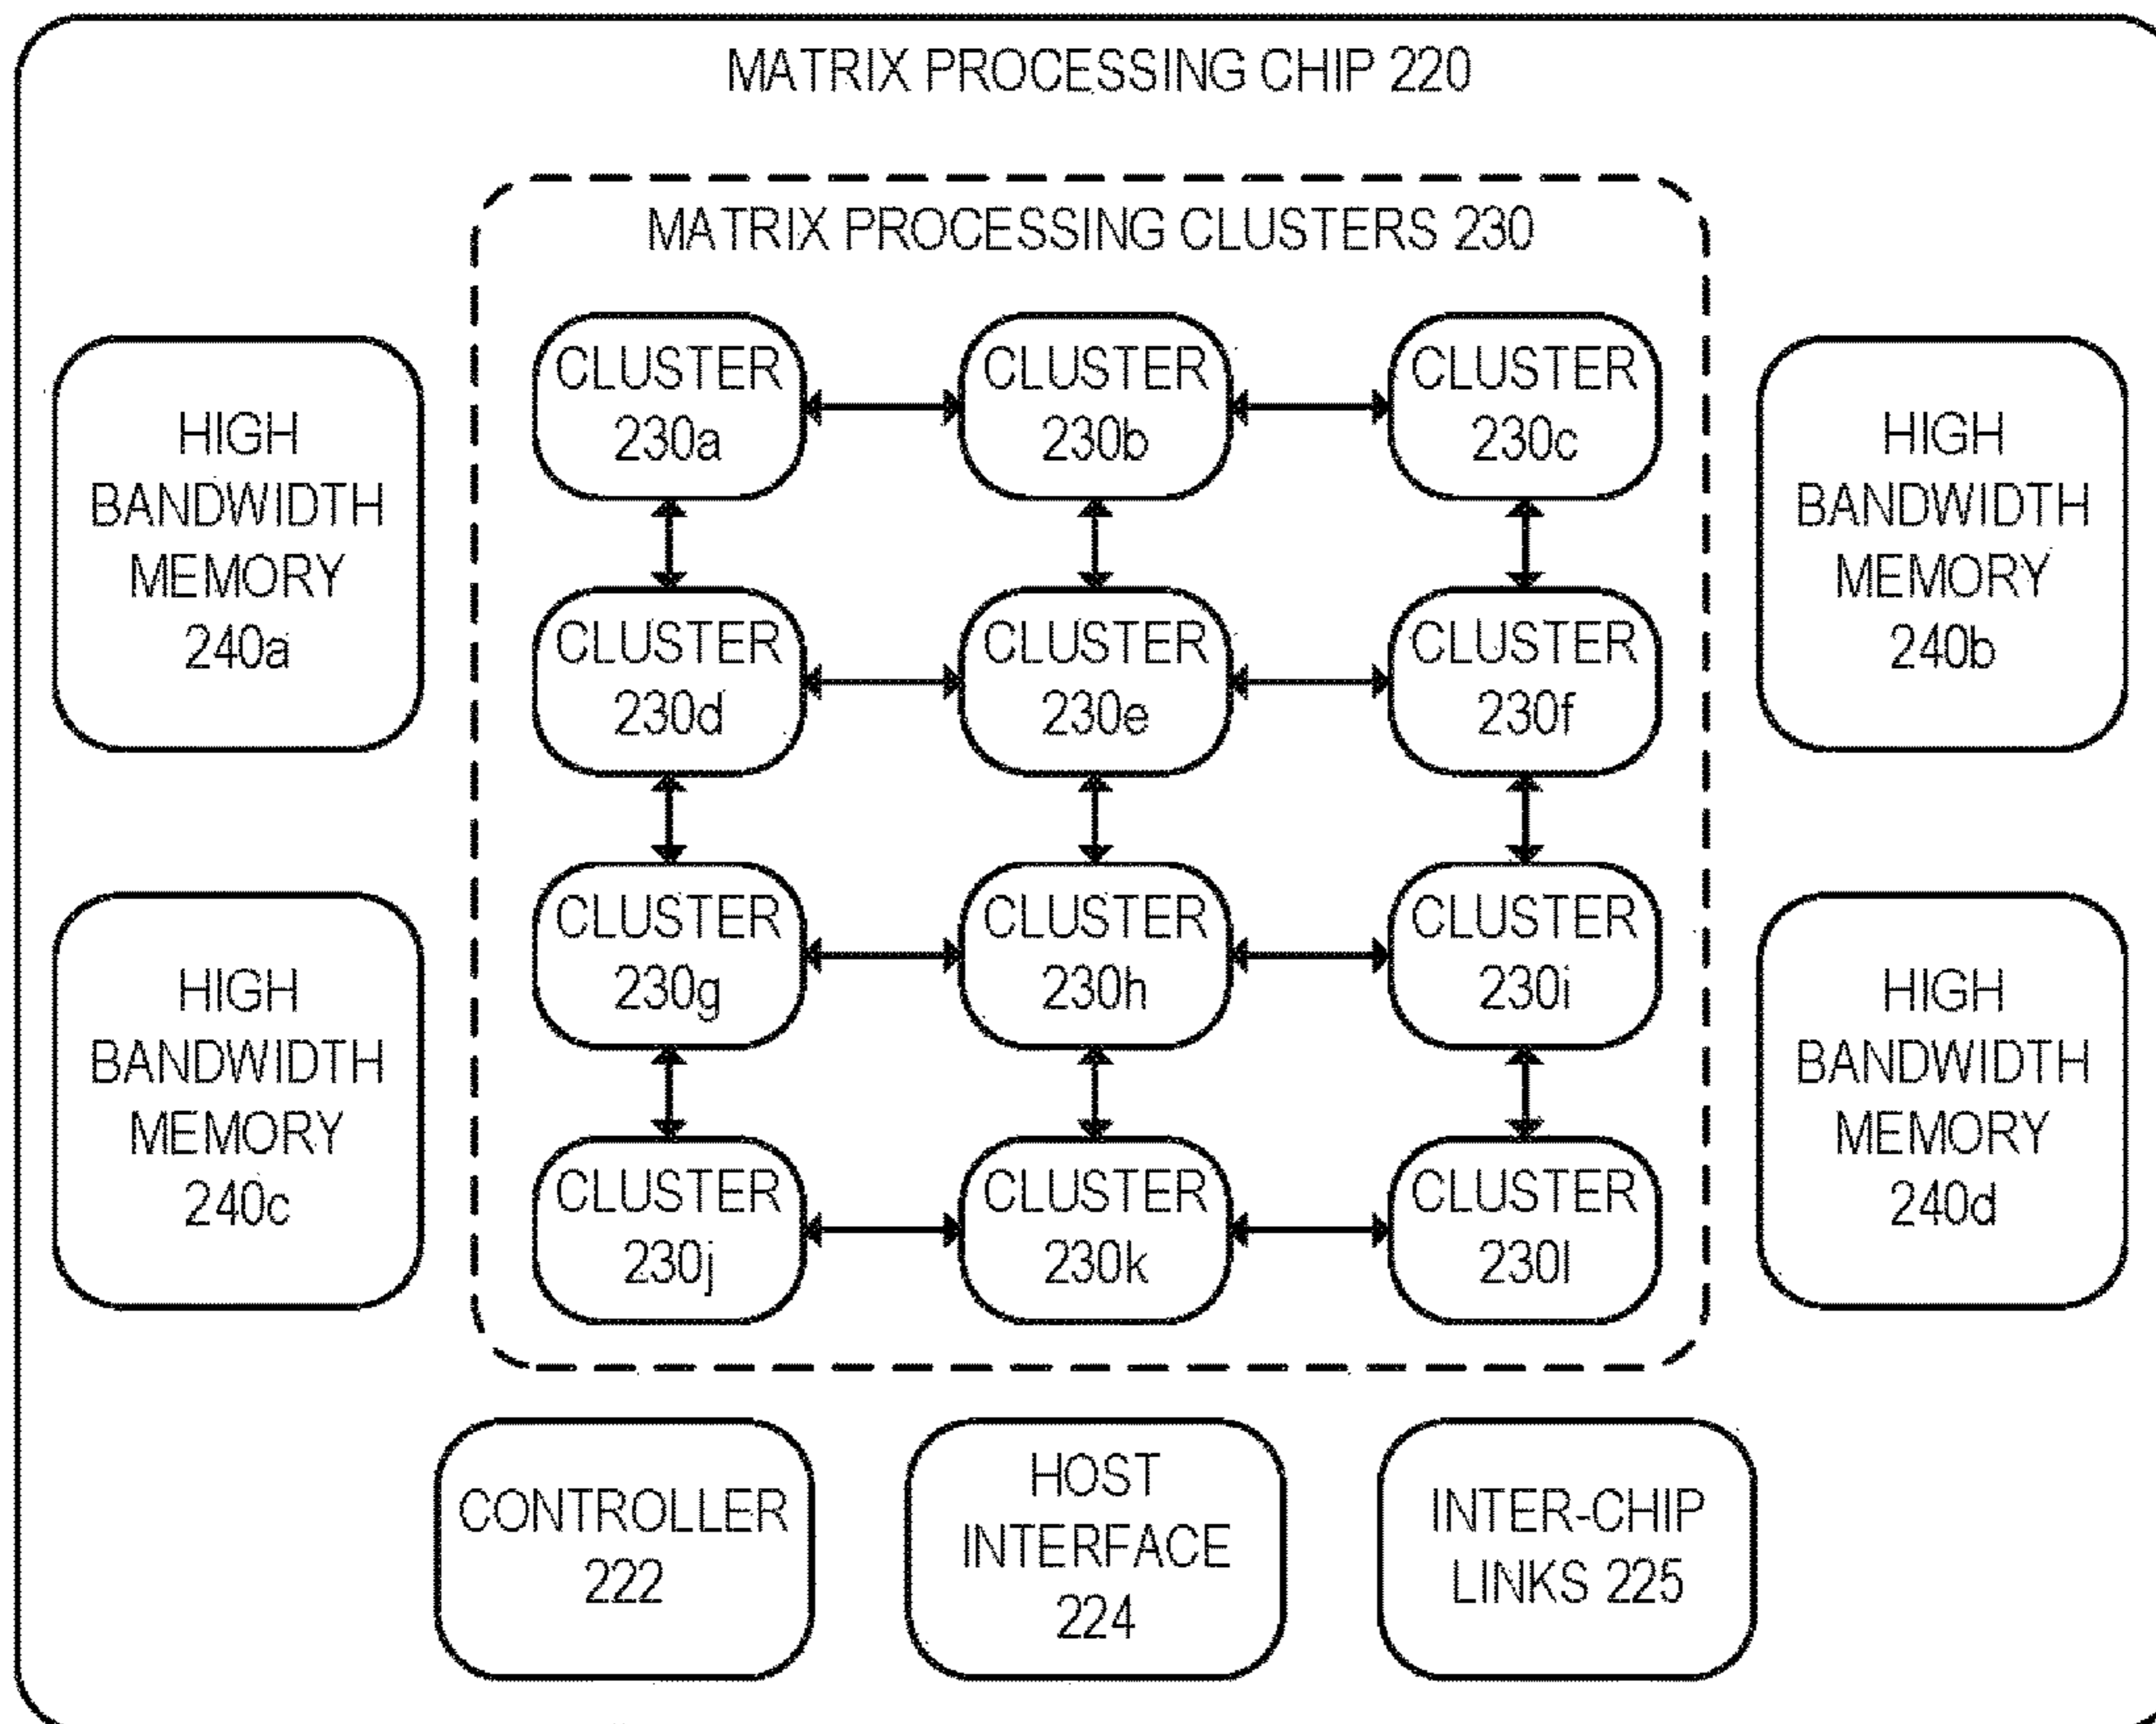 MATRIX PROCESSING CHIP 220
MATRIX PROCESSING CLUSTERS 230
CLUSTER
230a
CLUSTER
230b
CLUSTER
230c
HIGH
BANDWIDTH
MEMORY
240a
HIGH
BANDWIDTH
MEMORY
240b
CLUSTER
230d
CLUSTER
230e
CLUSTER
230f
CLUSTER
230g
CLUSTER
230h
CLUSTER
230i
HIGH
BANDWIDTH
MEMORY
240c
HIGH
BANDWIDTH
MEMORY
240d
CLUSTER
230j
CLUSTER
230k
CLUSTER
230l
CONTROLLER
222
HOST
INTERFACE
224
INTER-CHIP
LINKS 225